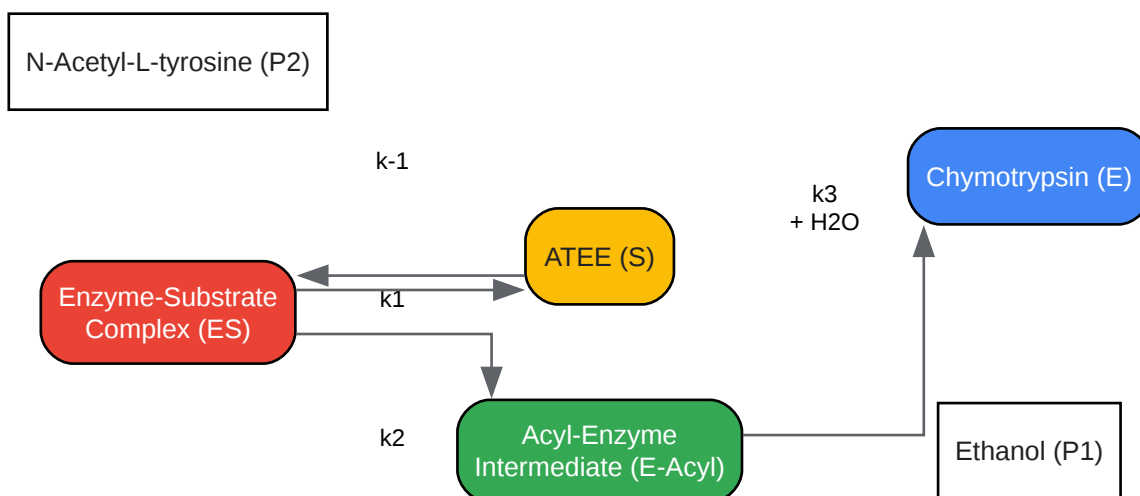 N-Acetyl-L-tyrosine (P2)
k-1
Chymotrypsin (E)
k3
+ H2O
ATEE (S)
Enzyme-Substrate
Complex (ES)
k1
k2
Acyl-Enzyme
Intermediate (E-Acyl)
Ethanol (P1)